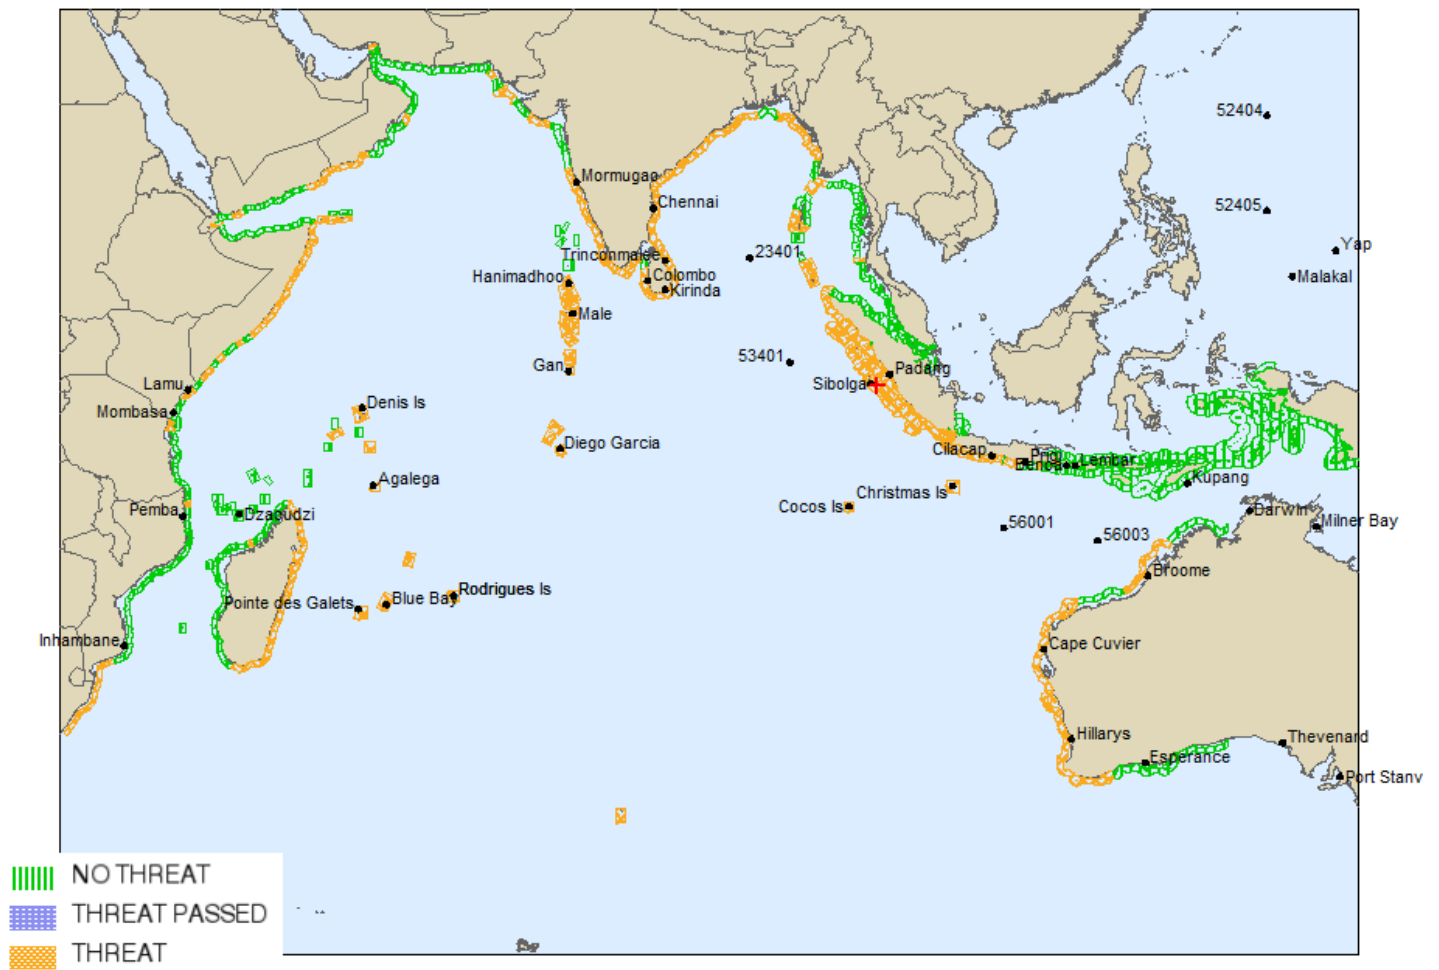 52404
Mormugao
Chennai
52405
Yap
23401
Trinconmalee
Malakal
Hanimadhoo
Colombo
Kirinda
Male
53401
Gan
Padang
Sibolga
Lamu
Mombasa
Denis Is
Diego Garcia
Cilacap
Prigi
Benoa
Lembar
Agalega
Kupang
Christmas Is
Cocos Is
Pemba
Dzaoudzi
Darwin
Milner Bay
56001
56003
Broome
Rodrigues Is
Pointe des Galets
Blue Bay
Inhambane
Cape Cuvier
Hillarys
Thevenard
Esperance
Port Stanv
NO THREAT
THREAT PASSED
THREAT